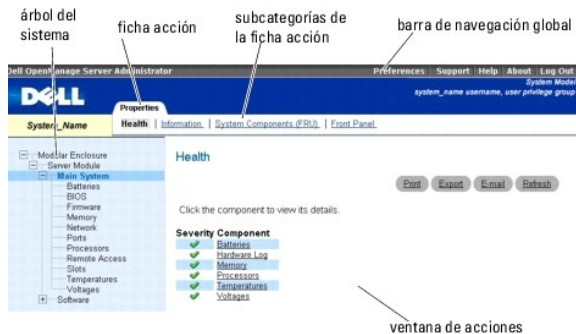 árbol del sistema
ficha acción
subcategorías de la ficha acción
barra de navegación global
Dell OpenManage Server Administrator
Preferences Support Help About Log Out
System Model
system_name username, user privilege group
DELL
Properties
System_Name
Health | Information | System Components (FRU) | Front Panel
Modular Enclosure
Server Module
Main System
Batteries
BIOS
Firmware
Memory
Network
Ports
Processors
Remote Access
Slots
Temperatures
Voltages
Software
Health
Print Export E-mail Refresh
Click the component to view its details.
Severity Component
Batteries
Hardware Log
Memory
Processors
Temperatures
Voltages
ventana de acciones